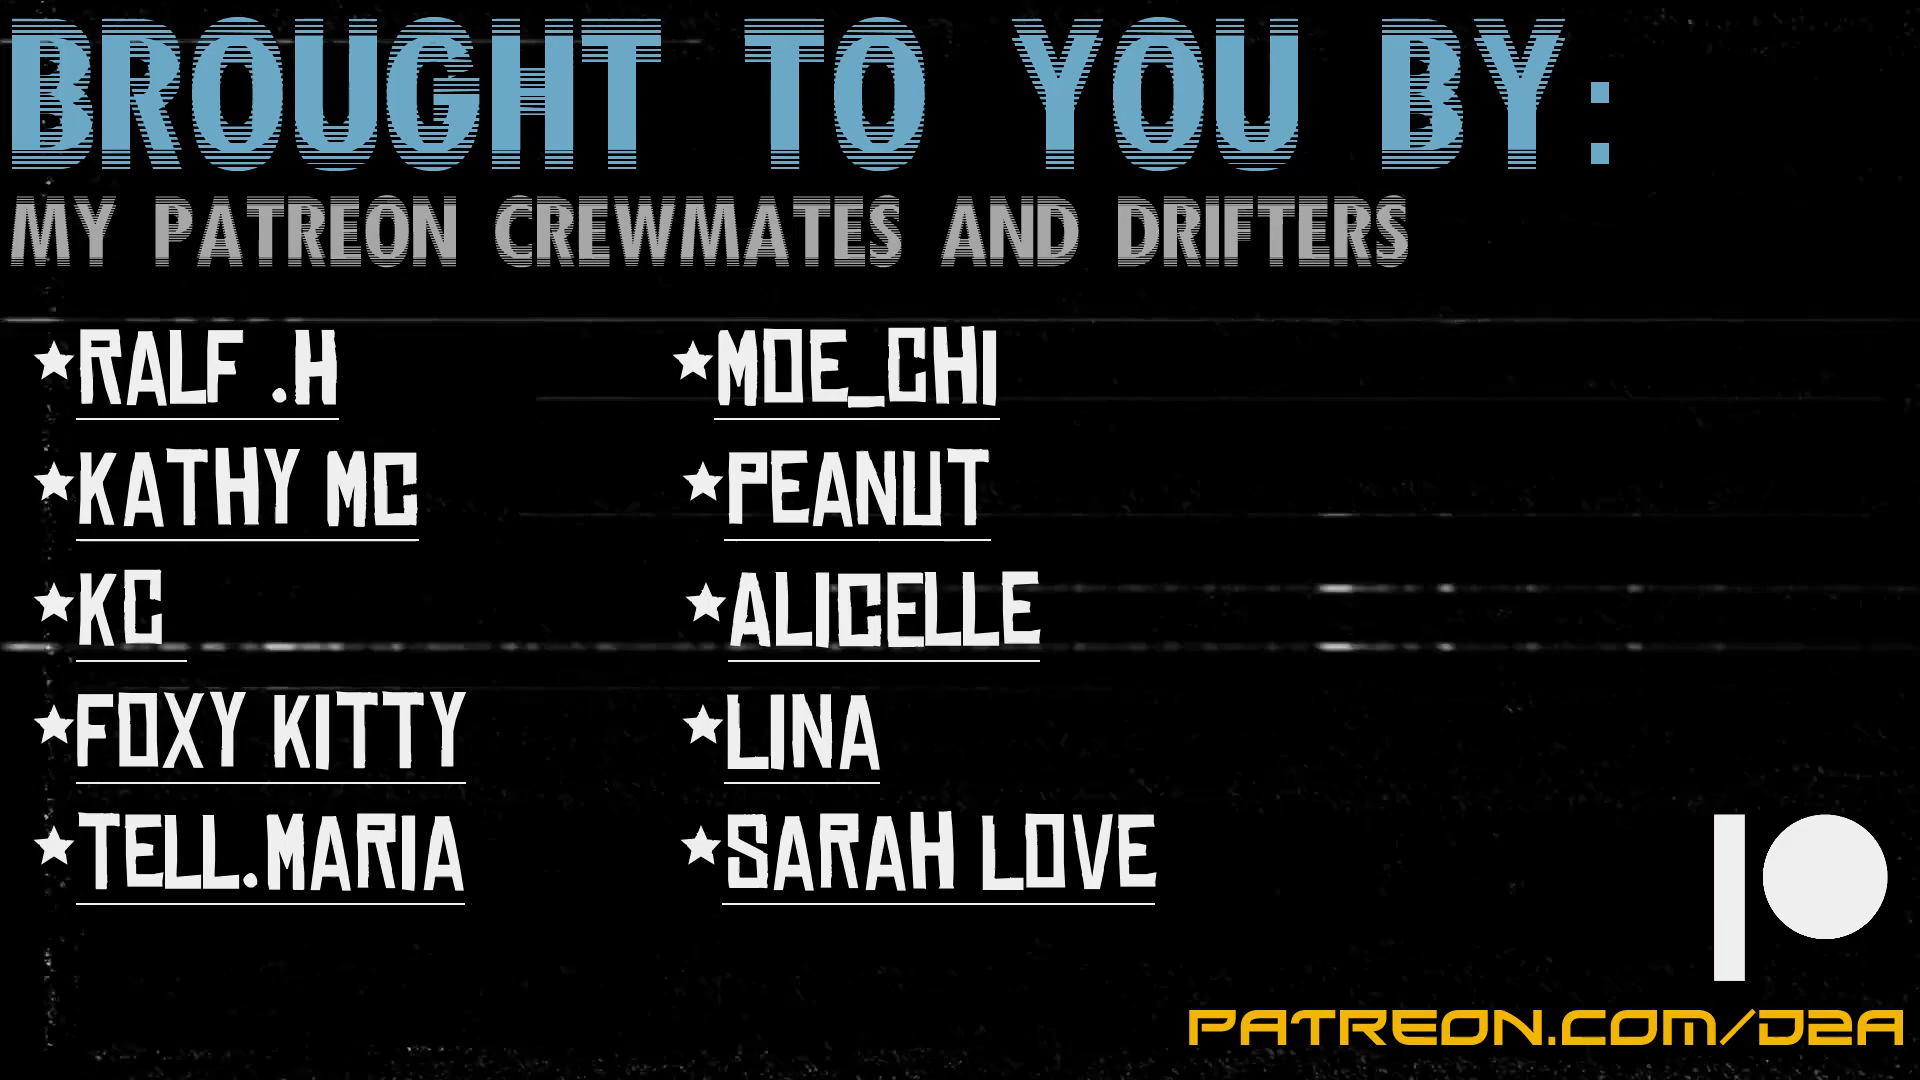 BROUGHT TO YOU BY:
MY PATREON CREWMATES AND DRIFTERS
★RALF .H
★KATHY MC
★KC
★FOXY KITTY
★TELL.MARIA
★MOE_CHI
★PEANUT
★ALICELLE
★LINA
★SARAH LOVE
PATREON.COM/D2A